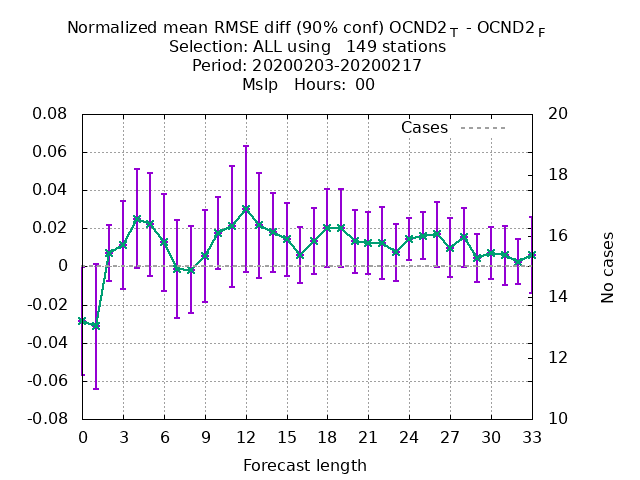 Normalized mean RMSE diff (90% conf) OCND2 T - OCND2 F
Selection: ALL using 149 stations
Period: 20200203-20200217
Mslp Hours: 00
Cases
0.08
0.06
0.04
0.02
0
-0.02
-0.04
-0.06
-0.08
20
18
16
14
12
10
No cases
0 3 6 9 12 15 18 21 24 27 30 33
Forecast length